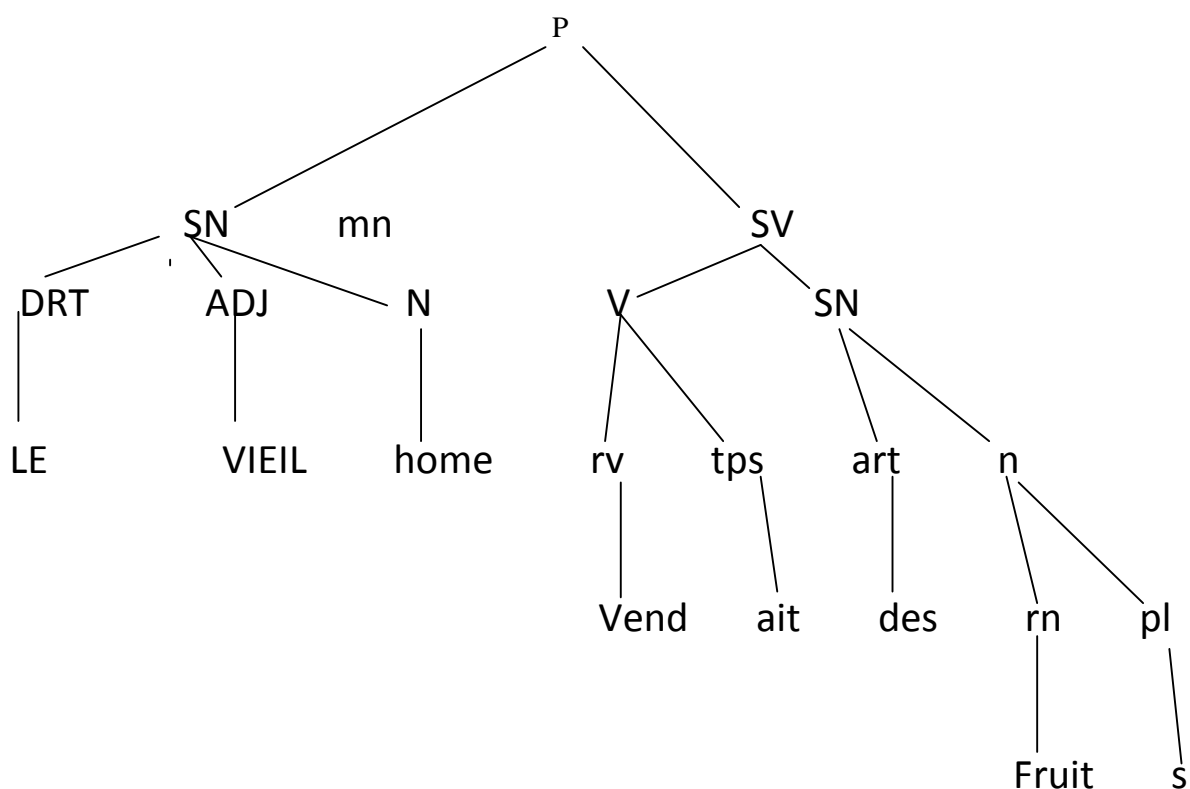 P
SN mn SV
DRT ADJ N V SN
LE VIEIL home rv tps art n
Vend ait des rn pl
Fruit s